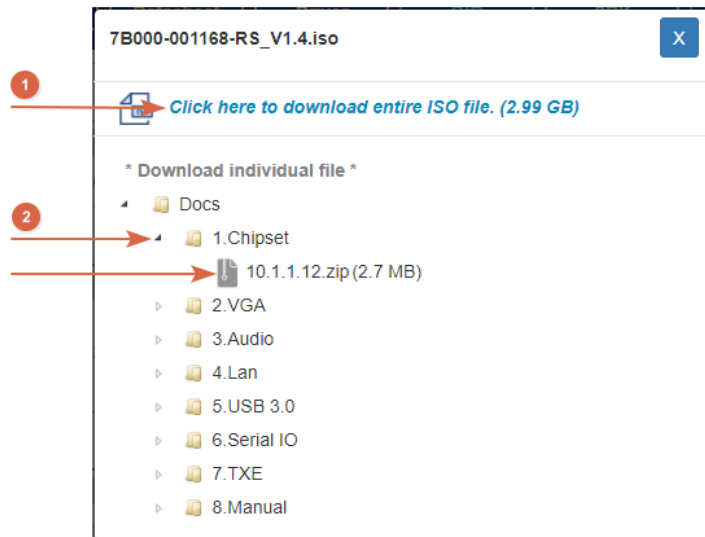 7B000-001168-RS_V1.4.iso
X
1
Click here to download entire ISO file. (2.99 GB)
* Download individual file *
Docs
2
1.Chipset
10.1.1.12.zip (2.7 MB)
2.VGA
3.Audio
4.Lan
5.USB 3.0
6.Serial IO
7.TXE
8.Manual